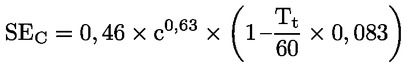 SE_C = 0,46 × c^0,63 × (1 – T_t/60 × 0,083)